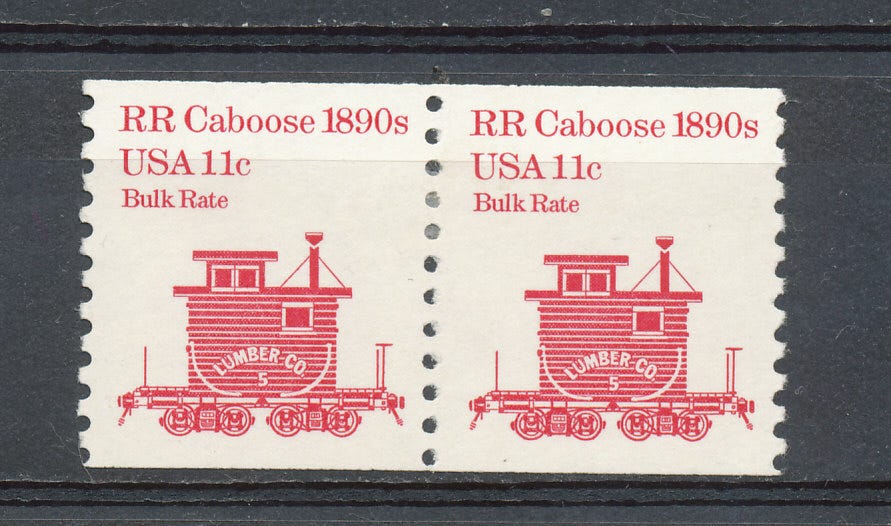 RR Caboose 1890s
USA 11c
Bulk Rate
LUMBER CO.
5
RR Caboose 1890s
USA 11c
Bulk Rate
LUMBER CO.
5